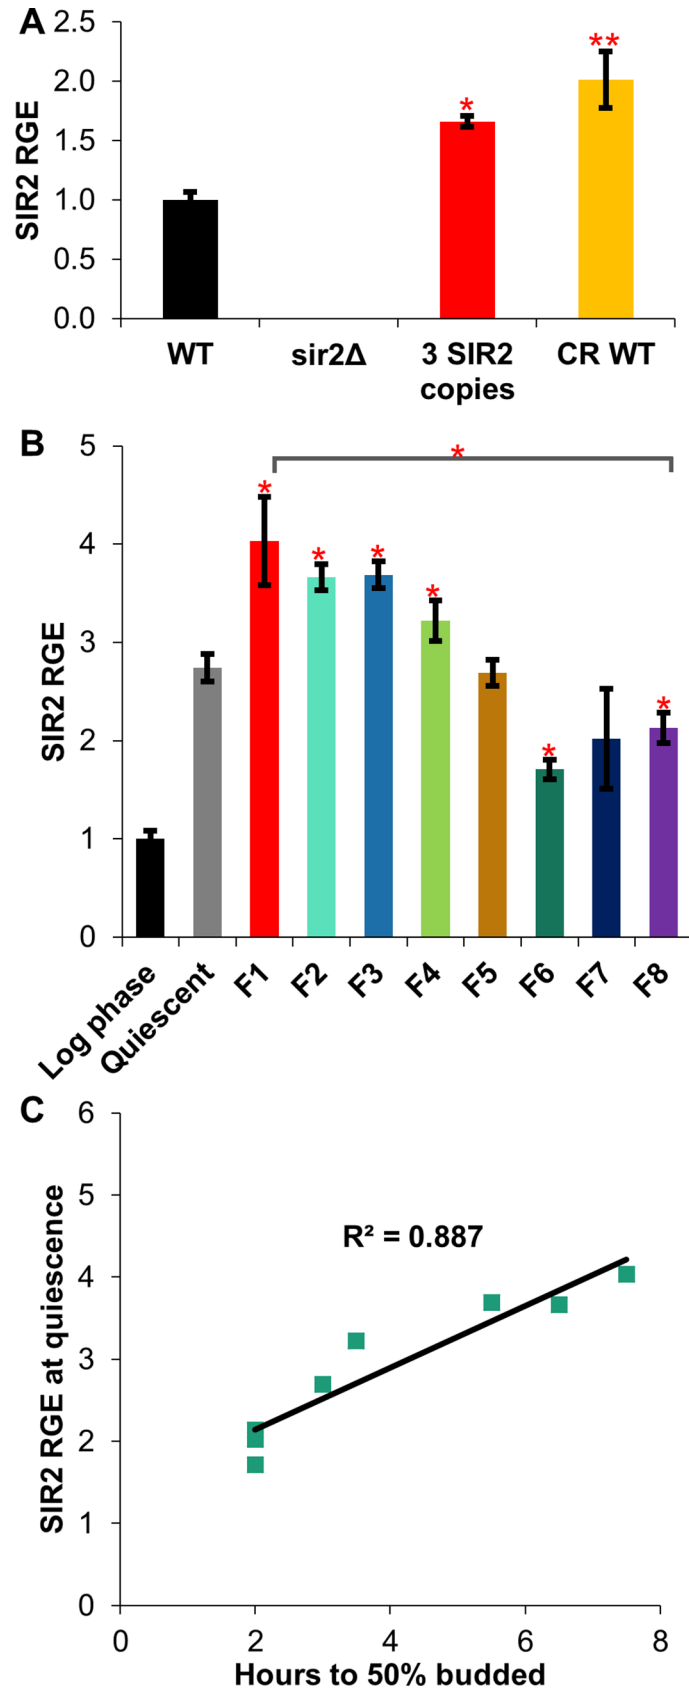 A
SIR2 RGE
2.5
2.0
1.5
1.0
0.5
0.0
*
**
WT
sir2Δ
3 SIR2
copies
CR WT
B
SIR2 RGE
5
4
3
2
1
0
*
*
*
*
*
*
*
Log phase
Quiescent
F1
F2
F3
F4
F5
F6
F7
F8
C
SIR2 RGE at quiescence
6
5
4
3
2
1
0
R² = 0.887
0
2
4
6
8
Hours to 50% budded